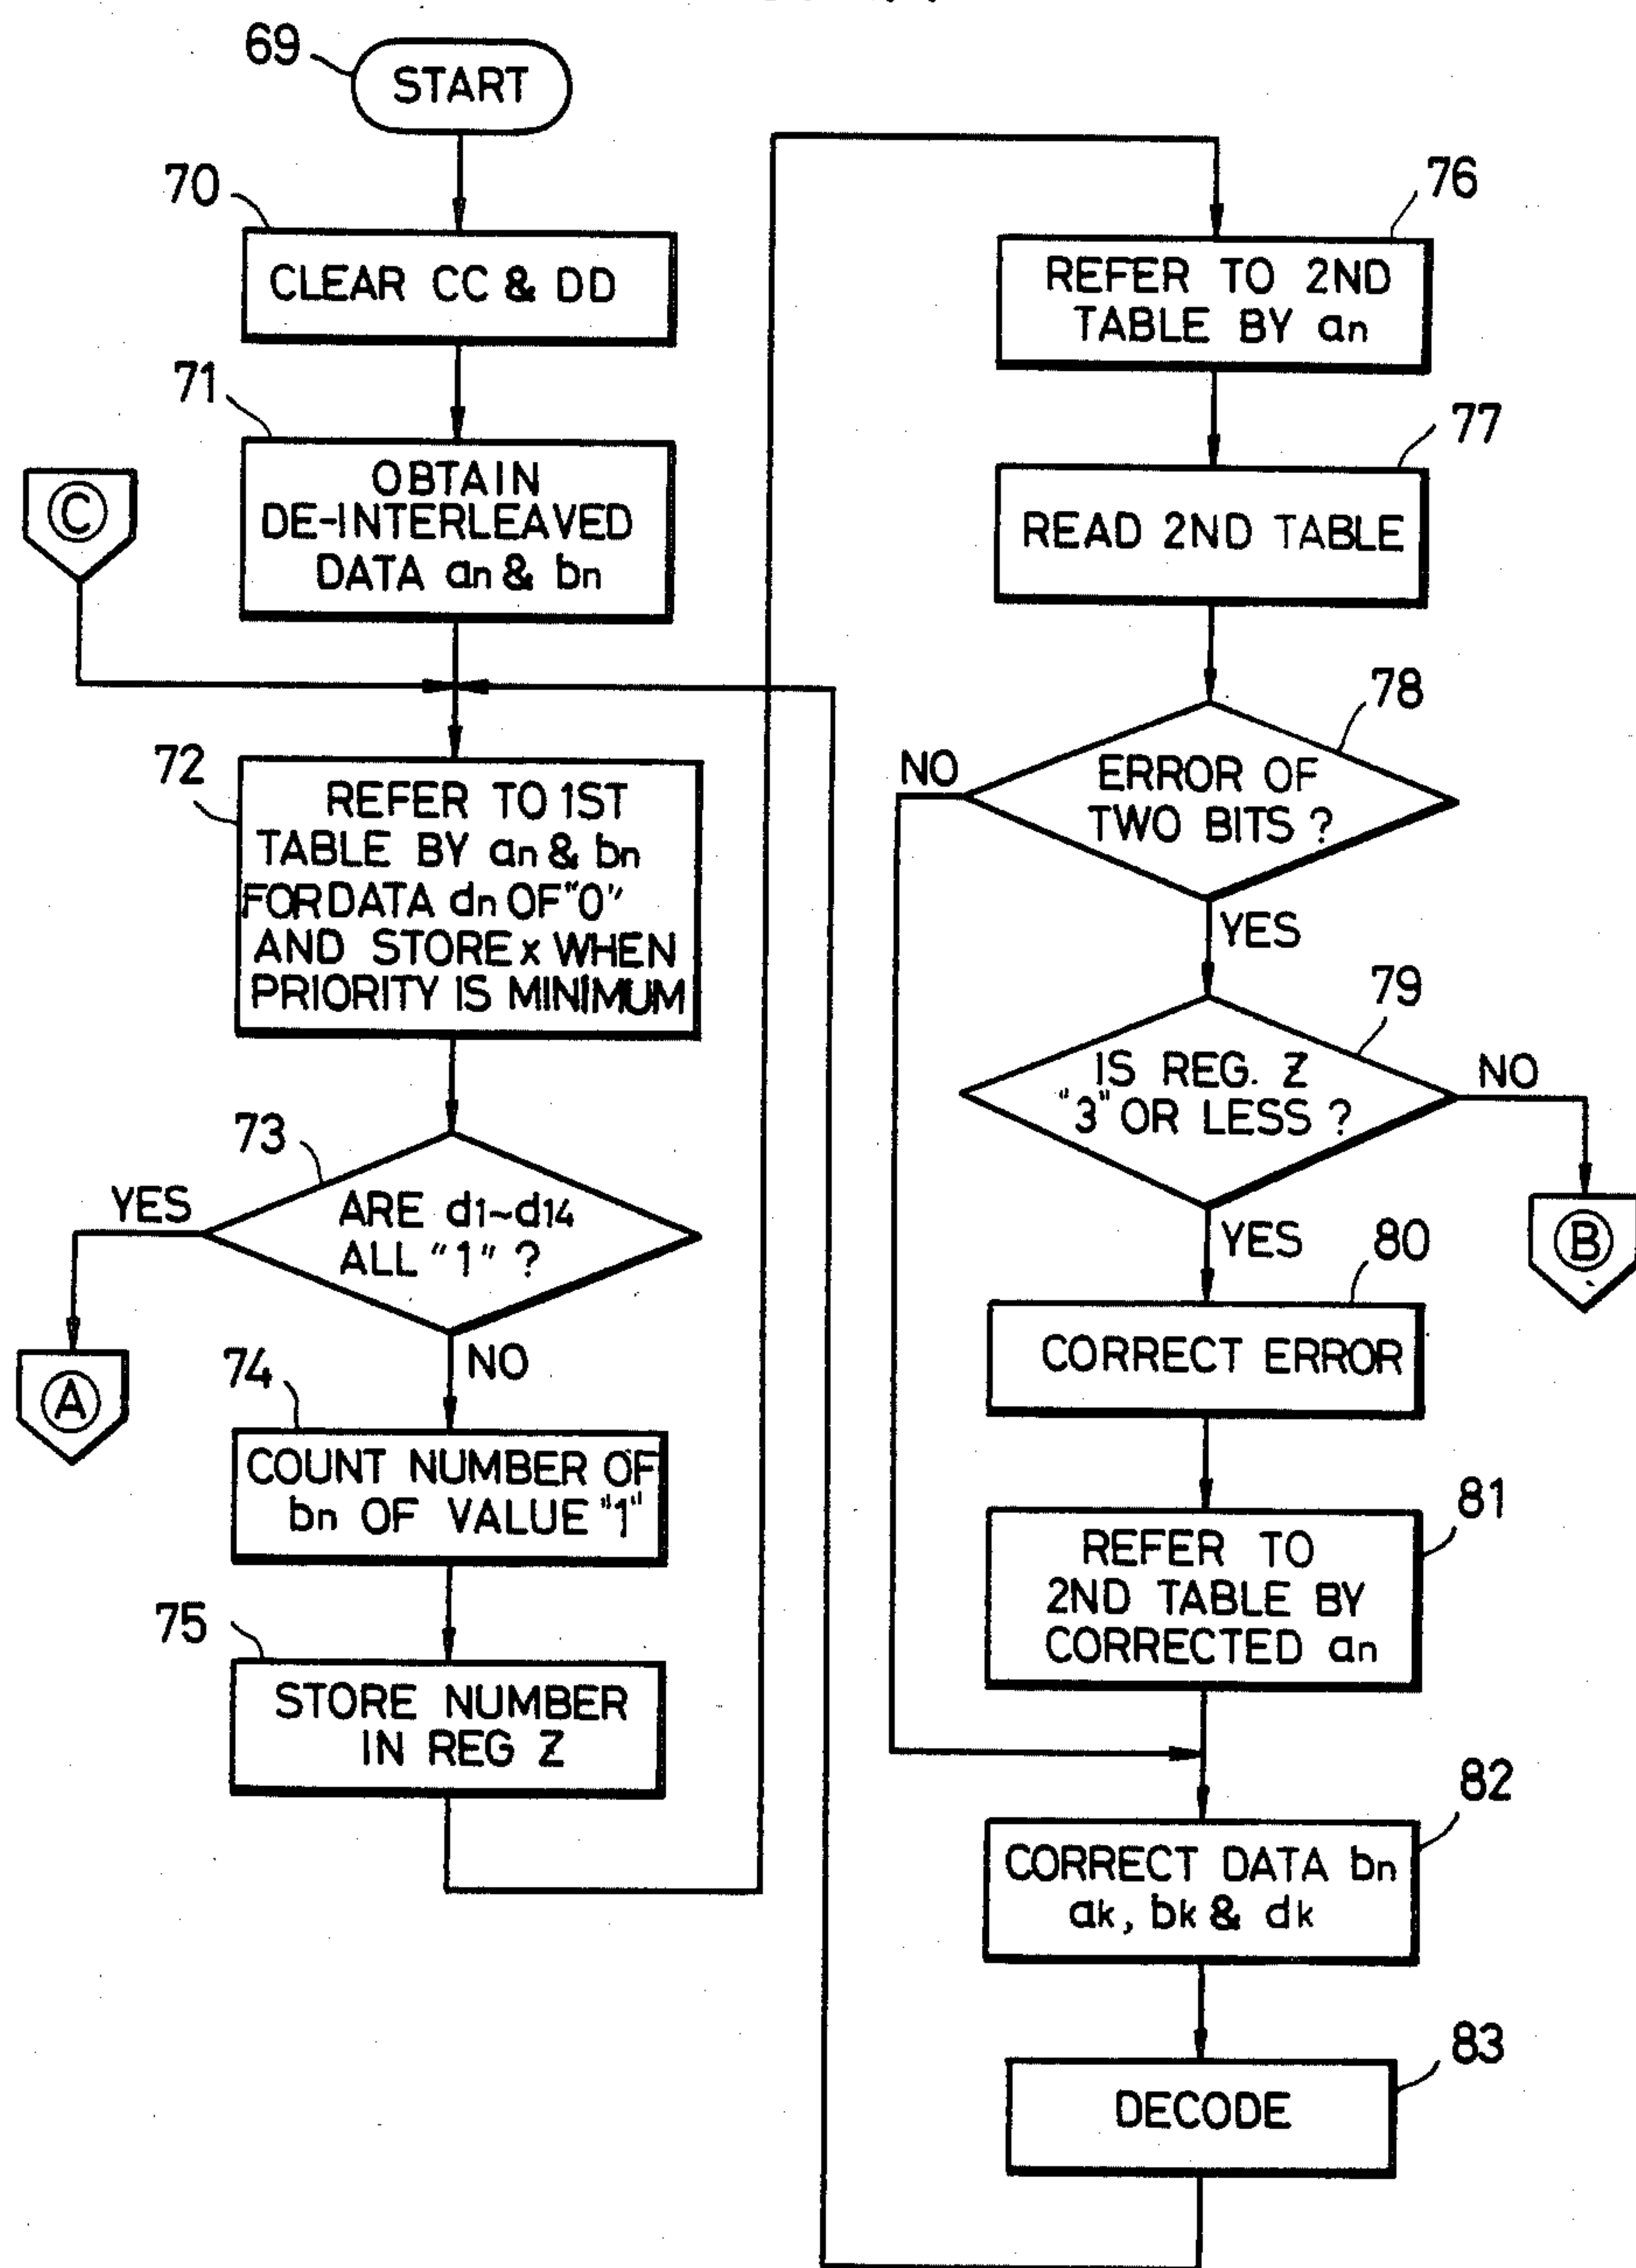 69
START
70
CLEAR CC & DD
71
OBTAIN
DE-INTERLEAVED
DATA an & bn
C
72
REFER TO 1ST
TABLE BY an & bn
FOR DATA dn OF "0"
AND STORE x WHEN
PRIORITY IS MINIMUM
73
YES
ARE d1~d14
ALL "1" ?
A
NO
74
COUNT NUMBER OF
bn OF VALUE "1"
75
STORE NUMBER
IN REG Z
76
REFER TO 2ND
TABLE BY an
77
READ 2ND TABLE
78
NO
ERROR OF
TWO BITS ?
YES
79
IS REG. Z
"3" OR LESS ?
NO
B
YES
80
CORRECT ERROR
81
REFER TO
2ND TABLE BY
CORRECTED an
82
CORRECT DATA bn
ak, bk & dk
83
DECODE